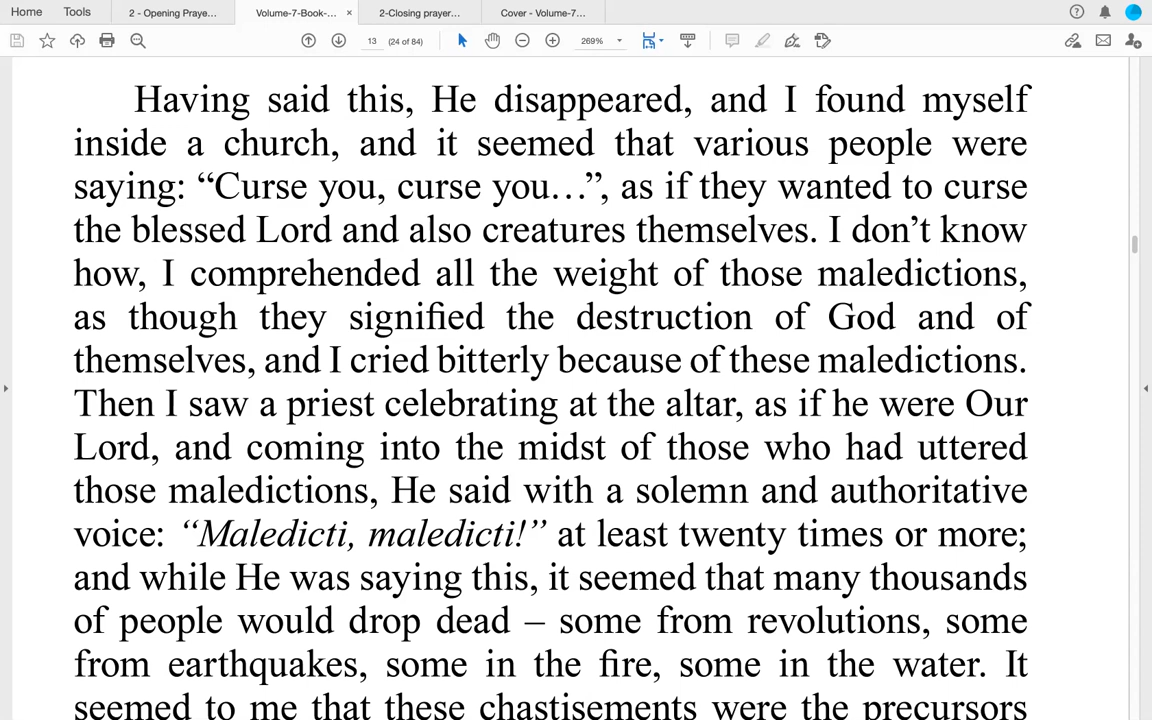 Home Tools 2 - Opening Praye... Volume-7-Book-... × 2-Closing prayer... Cover - Volume-7...
13 (24 of 84) 269%
Having said this, He disappeared, and I found myself
inside a church, and it seemed that various people were
saying: “Curse you, curse you…”, as if they wanted to curse
the blessed Lord and also creatures themselves. I don’t know
how, I comprehended all the weight of those maledictions,
as though they signified the destruction of God and of
themselves, and I cried bitterly because of these maledictions.
Then I saw a priest celebrating at the altar, as if he were Our
Lord, and coming into the midst of those who had uttered
those maledictions, He said with a solemn and authoritative
voice: “Maledicti, maledicti!” at least twenty times or more;
and while He was saying this, it seemed that many thousands
of people would drop dead – some from revolutions, some
from earthquakes, some in the fire, some in the water. It
seemed to me that these chastisements were the precursors